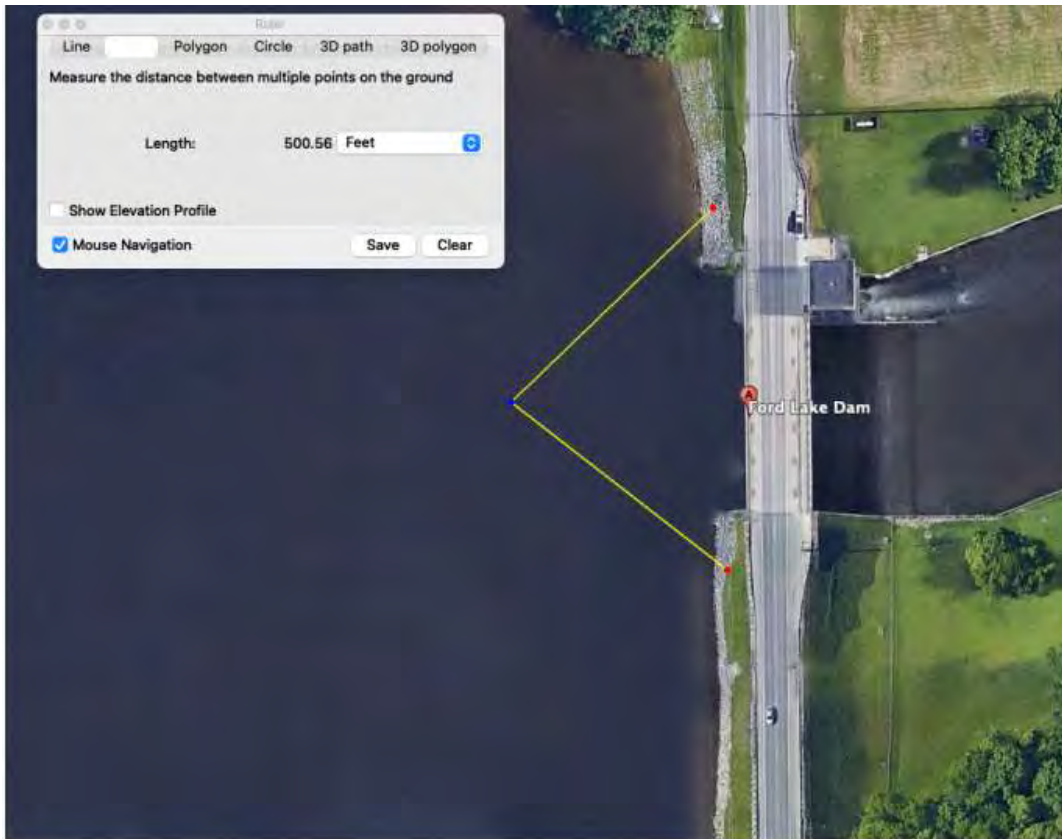 Ruler
Line Polygon Circle 3D path 3D polygon
Measure the distance between multiple points on the ground
Length: 500.56 Feet
Show Elevation Profile
Mouse Navigation Save Clear
A
Ford Lake Dam